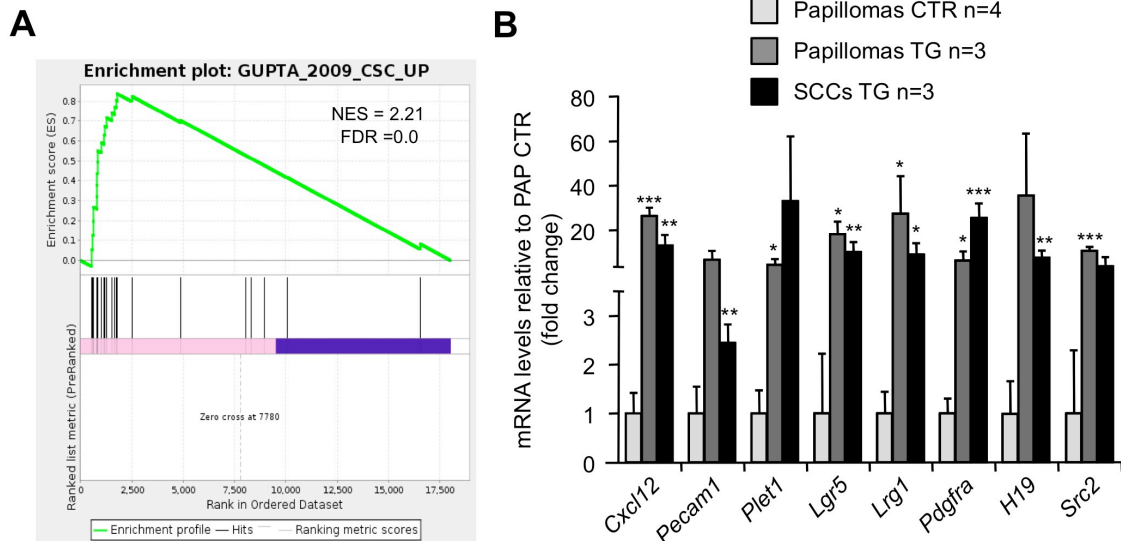 A
Enrichment plot: GUPTA_2009_CSC_UP
Enrichment score (ES)
0.8
0.7
0.6
0.5
0.4
0.3
0.2
0.1
0.0
NES = 2.21
FDR =0.0
Ranked list metric (PreRanked)
Zero cross at 7780
0 2,500 5,000 7,500 10,000 12,500 15,000 17,500
Rank in Ordered Dataset
Enrichment profile Hits Ranking metric scores
B
Papillomas CTR n=4
Papillomas TG n=3
SCCs TG n=3
mRNA levels relative to PAP CTR
(fold change)
80
60
40
20
3
2
1
0
*** ** ** * * ** * * * *** ** ***
Cxcl12 Pecam1 Plet1 Lgr5 Lrg1 Pdgfra H19 Src2